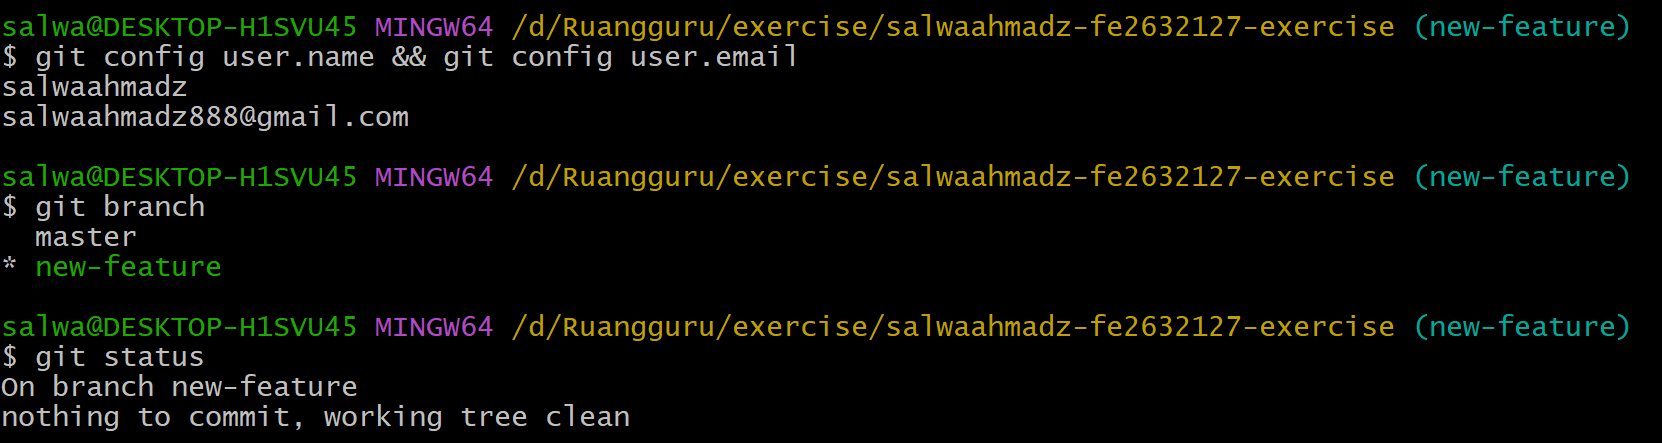 salwa@DESKTOP-H1SVU45 MINGW64 /d/Ruangguru/exercise/salwaahmadz-fe2632127-exercise (new-feature)
$ git config user.name && git config user.email
salwaahmadz
salwaahmadz888@gmail.com
salwa@DESKTOP-H1SVU45 MINGW64 /d/Ruangguru/exercise/salwaahmadz-fe2632127-exercise (new-feature)
$ git branch
  master
* new-feature
salwa@DESKTOP-H1SVU45 MINGW64 /d/Ruangguru/exercise/salwaahmadz-fe2632127-exercise (new-feature)
$ git status
On branch new-feature
nothing to commit, working tree clean